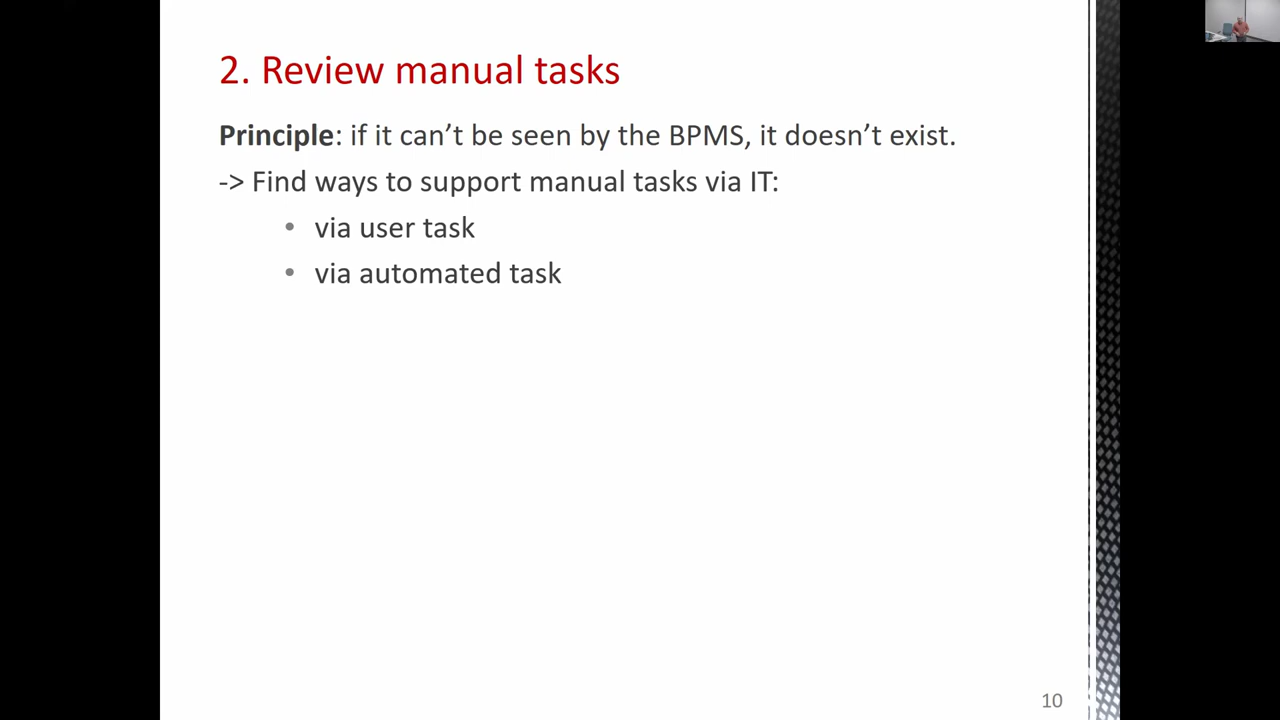 2. Review manual tasks
Principle: if it can’t be seen by the BPMS, it doesn’t exist.
-> Find ways to support manual tasks via IT:
• via user task
• via automated task
10